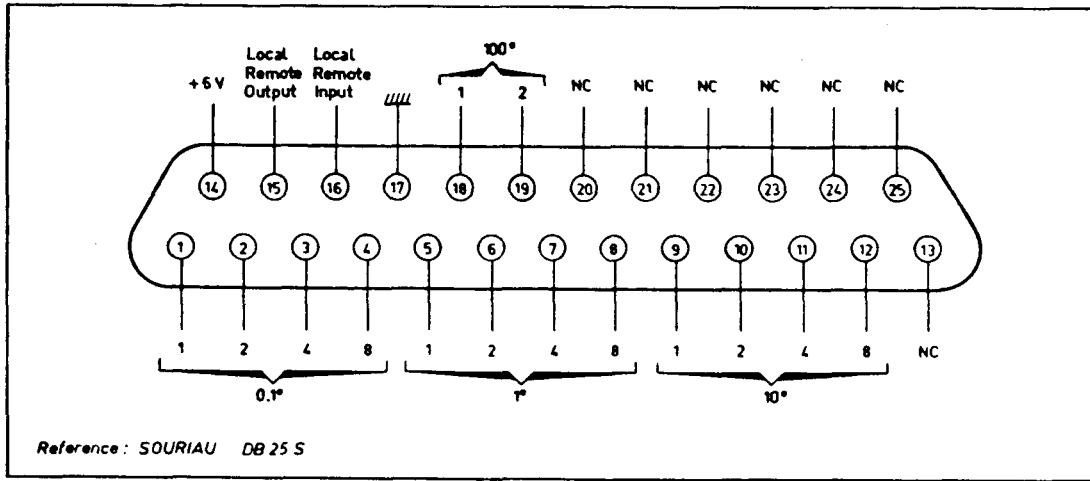 100°
Local Local
+6V Remote Remote
Output Input 1 2 NC NC NC NC NC NC
14 15 16 17 18 19 20 21 22 23 24 25
1 2 3 4 5 6 7 8 9 10 11 12 13
1 2 4 8 1 2 4 8 1 2 4 8 NC
0.1° 1° 10°
Reference : SOURIAU DB 25 S